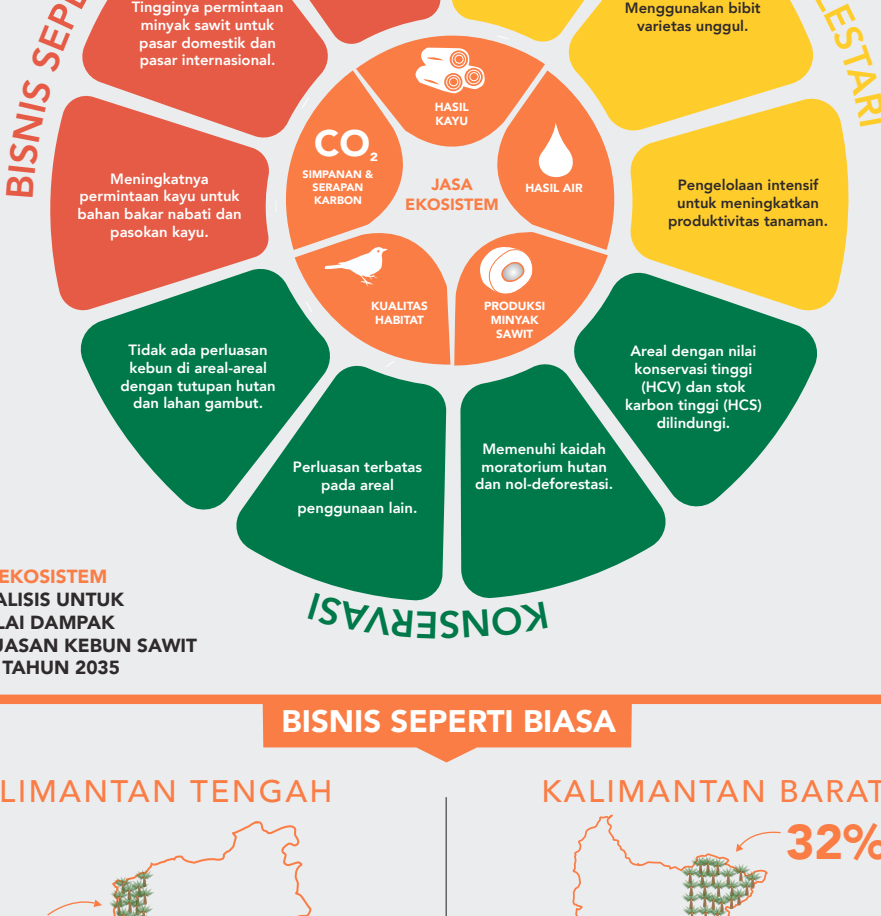 Tingginya permintaan
minyak sawit untuk
pasar domestik dan
pasar internasional.
Menggunakan bibit
varietas unggul.
BISNIS
LESTARI
HASIL
KAYU
CO₂
SIMPANAN &
SERAPAN
KARBON
JASA
EKOSISTEM
HASIL AIR
Meningkatnya
permintaan kayu untuk
bahan bakar nabati dan
pasokan kayu.
Pengelolaan intensif
untuk meningkatkan
produktivitas tanaman.
KUALITAS
HABITAT
PRODUKSI
MINYAK
SAWIT
Tidak ada perluasan
kebun di areal-areal
dengan tutupan hutan
dan lahan gambut.
Areal dengan nilai
konservasi tinggi
(HCV) dan stok
karbon tinggi (HCS)
dilindungi.
Perluasan terbatas
pada areal
penggunaan lain.
Memenuhi kaidah
moratorium hutan
dan nol-deforestasi.
KONSERVASI
EKOSISTEM
ALISIS UNTUK
LAI DAMPAK
UASAN KEBUN SAWIT
TAHUN 2035
BISNIS SEPERTI BIASA
LIMANTAN TENGAH
KALIMANTAN BARAT
32%